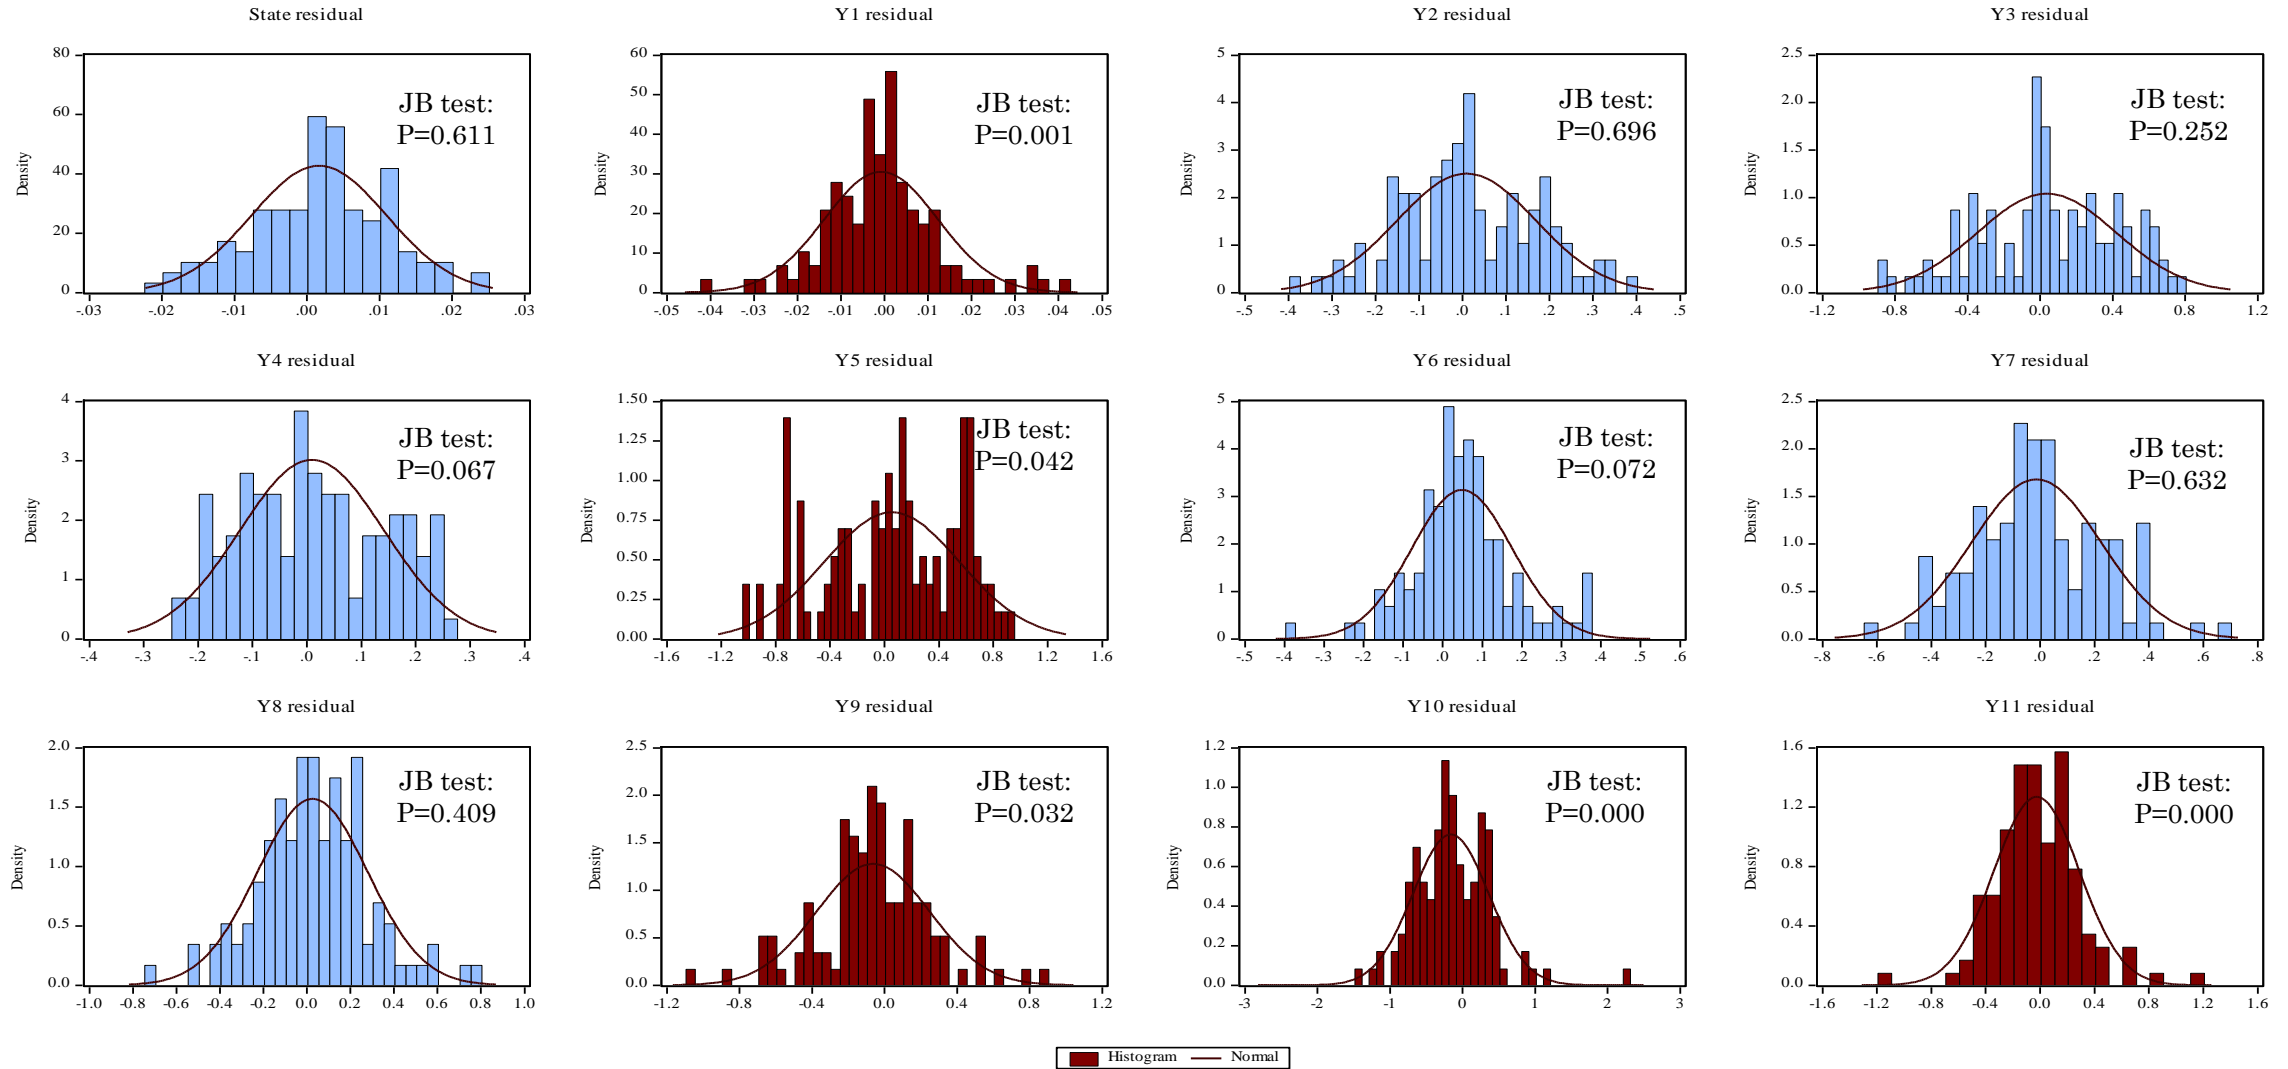 State residual
80
60
40
20
0
Density
-.03 -.02 -.01 .00 .01 .02 .03
JB test:
P=0.611
Y1 residual
60
50
40
30
20
10
0
Density
-.05 -.04 -.03 -.02 -.01 .00 .01 .02 .03 .04 .05
JB test:
P=0.001
Y2 residual
5
4
3
2
1
0
Density
-.5 -.4 -.3 -.2 -.1 .0 .1 .2 .3 .4 .5
JB test:
P=0.696
Y3 residual
2.5
2.0
1.5
1.0
0.5
0.0
Density
-1.2 -0.8 -0.4 0.0 0.4 0.8 1.2
JB test:
P=0.252
Y4 residual
4
3
2
1
0
Density
-.4 -.3 -.2 -.1 .0 .1 .2 .3 .4
JB test:
P=0.067
Y5 residual
1.50
1.25
1.00
0.75
0.50
0.25
0.00
Density
-1.6 -1.2 -0.8 -0.4 0.0 0.4 0.8 1.2 1.6
JB test:
P=0.042
Y6 residual
5
4
3
2
1
0
Density
-.5 -.4 -.3 -.2 -.1 .0 .1 .2 .3 .4 .5 .6
JB test:
P=0.072
Y7 residual
2.5
2.0
1.5
1.0
0.5
0.0
Density
-.8 -.6 -.4 -.2 .0 .2 .4 .6 .8
JB test:
P=0.632
Y8 residual
2.0
1.5
1.0
0.5
0.0
Density
-1.0 -0.8 -0.6 -0.4 -0.2 0.0 0.2 0.4 0.6 0.8 1.0
JB test:
P=0.409
Y9 residual
2.5
2.0
1.5
1.0
0.5
0.0
Density
-1.2 -0.8 -0.4 0.0 0.4 0.8 1.2
JB test:
P=0.032
Y10 residual
1.2
1.0
0.8
0.6
0.4
0.2
0.0
Density
-3 -2 -1 0 1 2 3
JB test:
P=0.000
Y11 residual
1.6
1.2
0.8
0.4
0.0
Density
-1.6 -1.2 -0.8 -0.4 0.0 0.4 0.8 1.2 1.6
JB test:
P=0.000
Histogram Normal